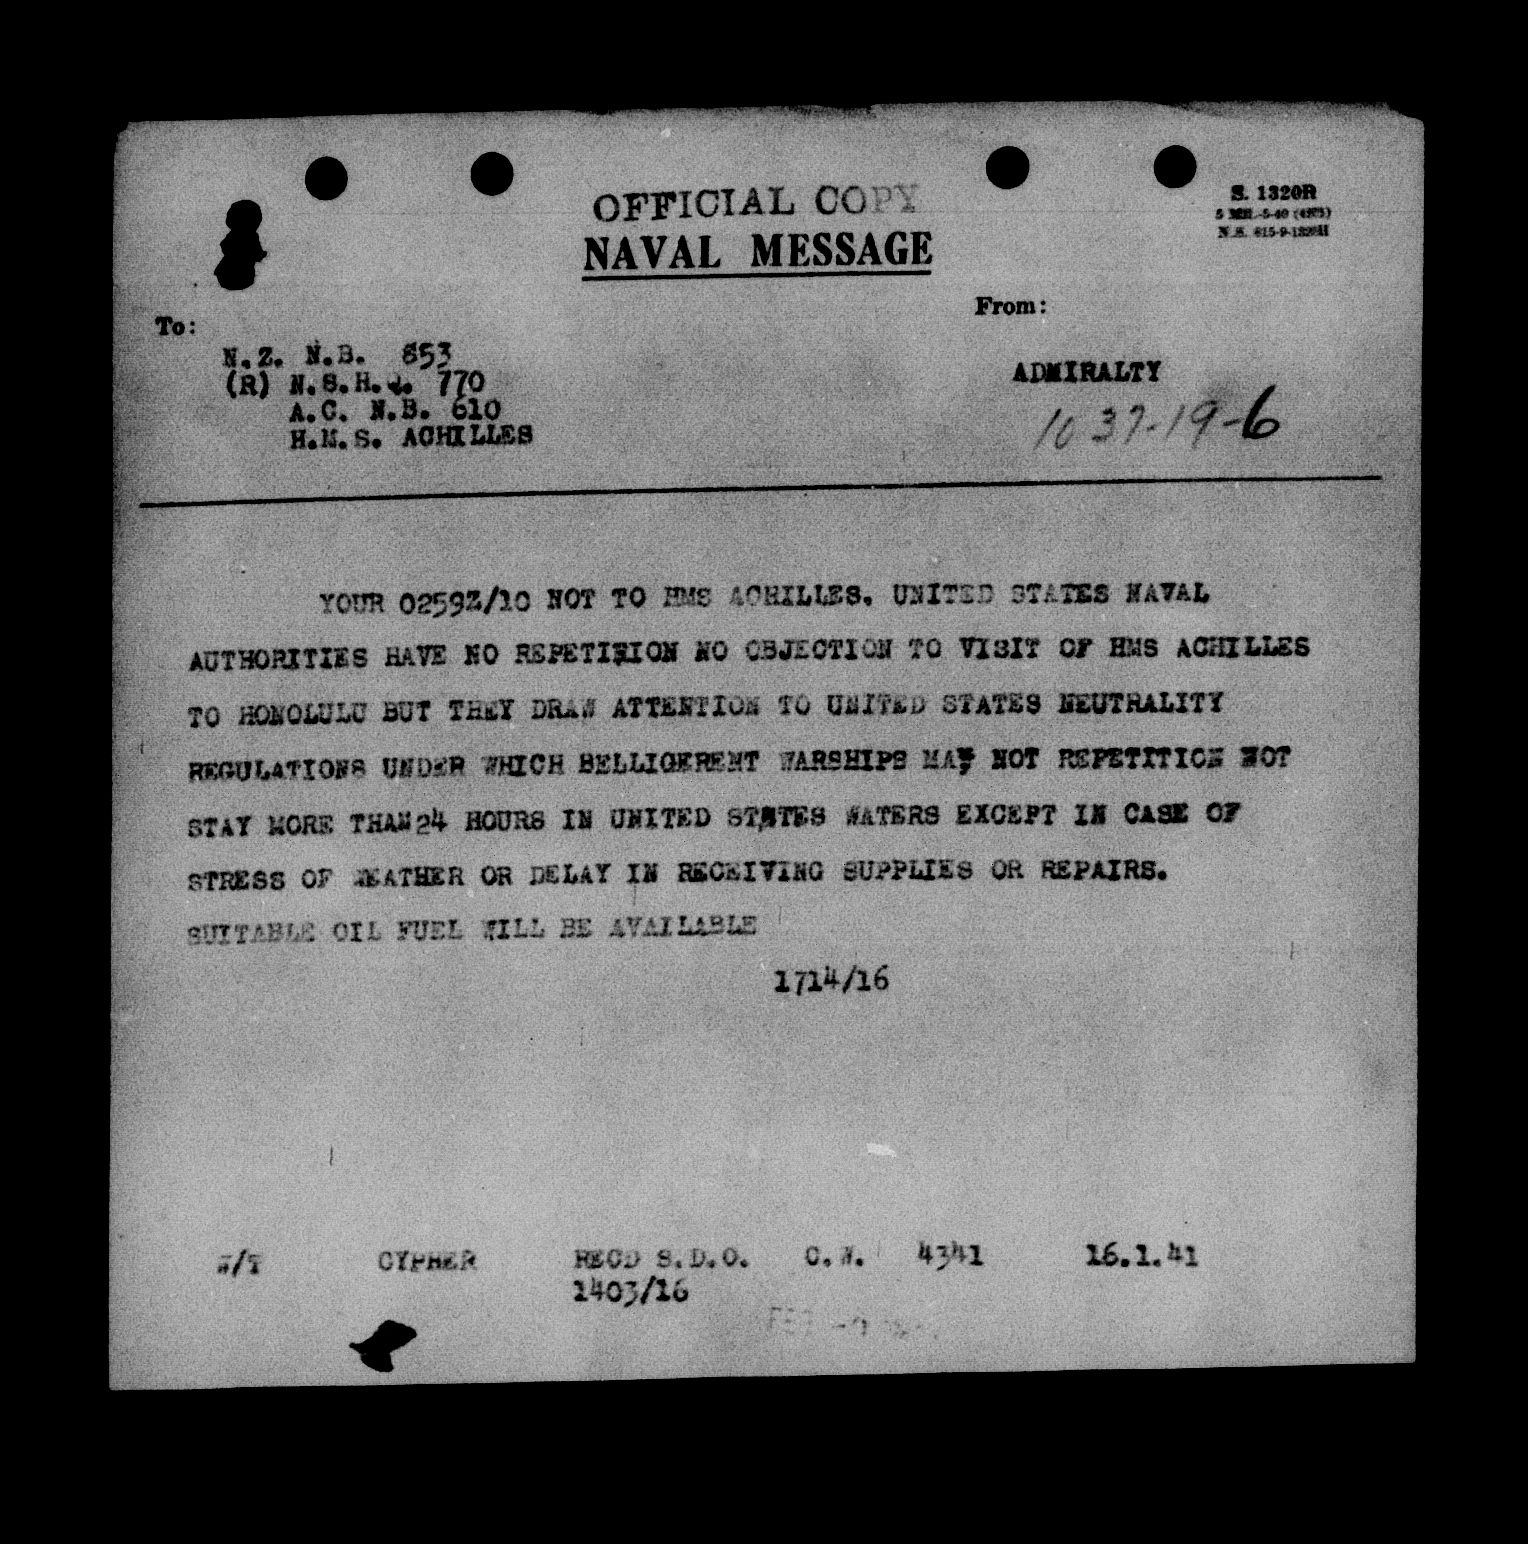 OFFICIAL COPY
NAVAL MESSAGE
S. 1320R
To:
From:
N.Z. N.B. 853
(R) N.S.H.Q. 770
A.C. N.B. 610
H.M.S. ACHILLES
ADMIRALTY
1037-19-6
YOUR 0259Z/10 NOT TO HMS ACHILLES. UNITED STATES NAVAL
AUTHORITIES HAVE NO REPETITION NO OBJECTION TO VISIT OF HMS ACHILLES
TO HONOLULU BUT THEY DRAW ATTENTION TO UNITED STATES NEUTRALITY
REGULATIONS UNDER WHICH BELLIGERENT WARSHIPS MAY NOT REPETITION NOT
STAY MORE THAN 24 HOURS IN UNITED STATES WATERS EXCEPT IN CASE OF
STRESS OF WEATHER OR DELAY IN RECEIVING SUPPLIES OR REPAIRS.
SUITABLE OIL FUEL WILL BE AVAILABLE
1714/16
W/T CYPHER RECD S.D.O. C.W. 4341 16.1.41
1403/16